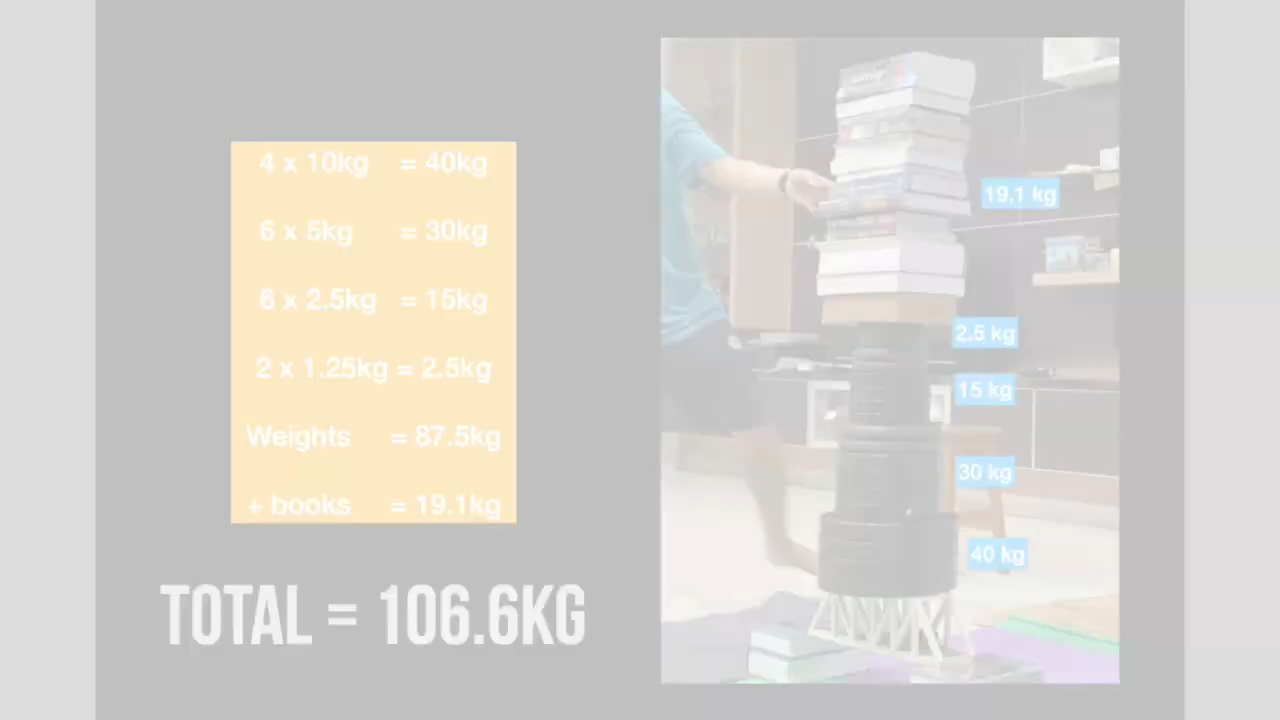 4 x 10kg = 40kg
6 x 5kg = 30kg
6 x 2.5kg = 15kg
2 x 1.25kg = 2.5kg
Weights = 87.5kg
+ books = 19.1kg
TOTAL = 106.6KG
19.1 kg
2.5 kg
15 kg
30 kg
40 kg